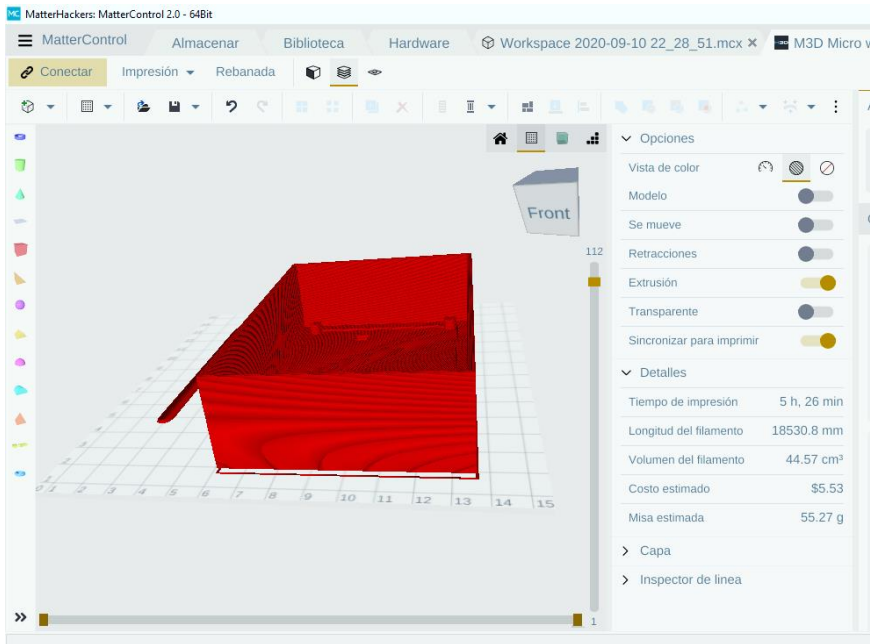 MC MatterHackers: MatterControl 2.0 - 64Bit
MatterControl Almacenar Biblioteca Hardware Workspace 2020-09-10 22_28_51.mcx × M3D Micro
Conectar Impresión Rebanada
Front
112
1
0 1 2 3 4 5 6 7 8 9 10 11 12 13 14 15
Opciones
Vista de color
Modelo
Se mueve
Retracciones
Extrusión
Transparente
Sincronizar para imprimir
Detalles
Tiempo de impresión 5 h, 26 min
Longitud del filamento 18530.8 mm
Volumen del filamento 44.57 cm³
Costo estimado $5.53
Misa estimada 55.27 g
Capa
Inspector de linea